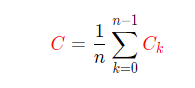 $C = \frac{1}{n} \sum_{k=0}^{n-1} C_k$